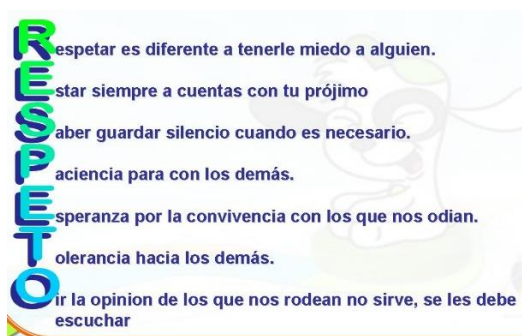 Respetar es diferente a tenerle miedo a alguien.
Estar siempre a cuentas con tu prójimo
Saber guardar silencio cuando es necesario.
Paciencia para con los demás.
Esperanza por la convivencia con los que nos odian.
Tolerancia hacia los demás.
Oir la opinion de los que nos rodean no sirve, se les debe
escuchar